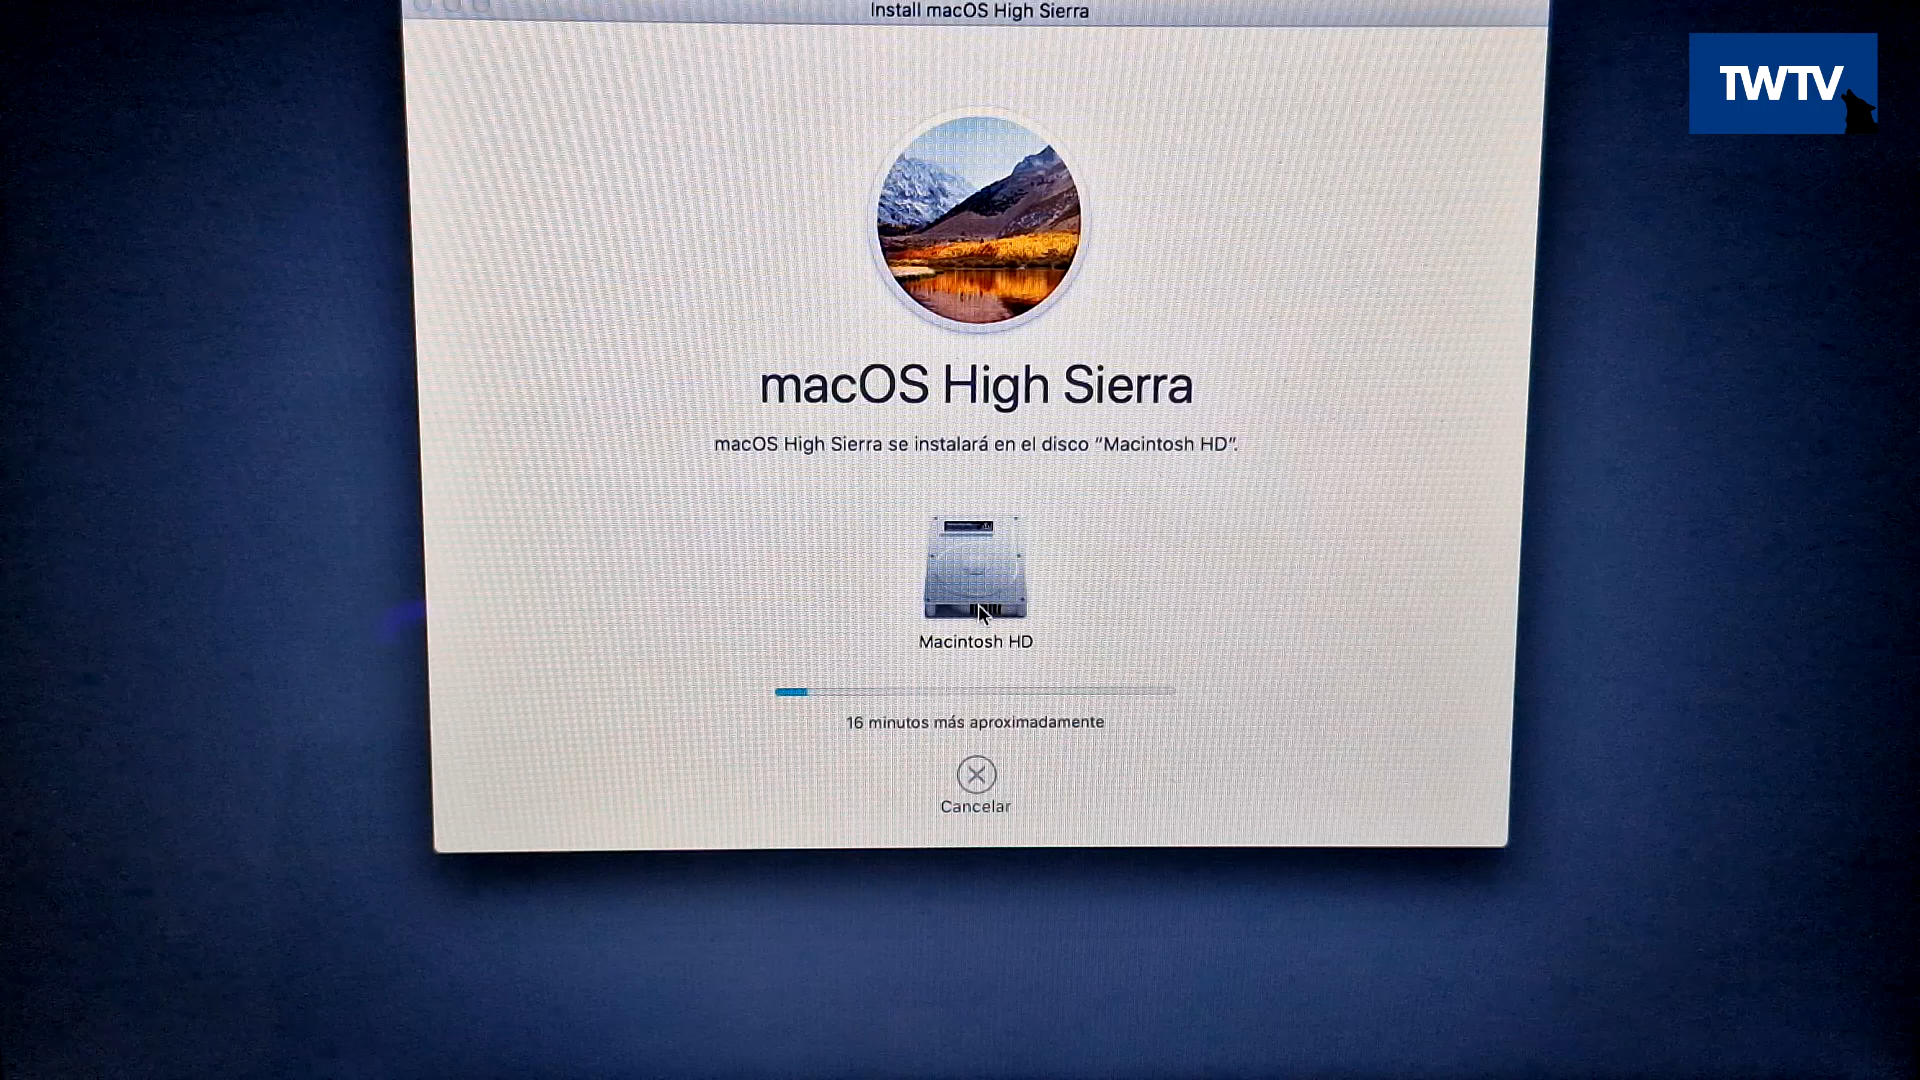 Install macOS High Sierra
TWTV
macOS High Sierra
macOS High Sierra se instalará en el disco “Macintosh HD”.
Macintosh HD
16 minutos más aproximadamente
Cancelar